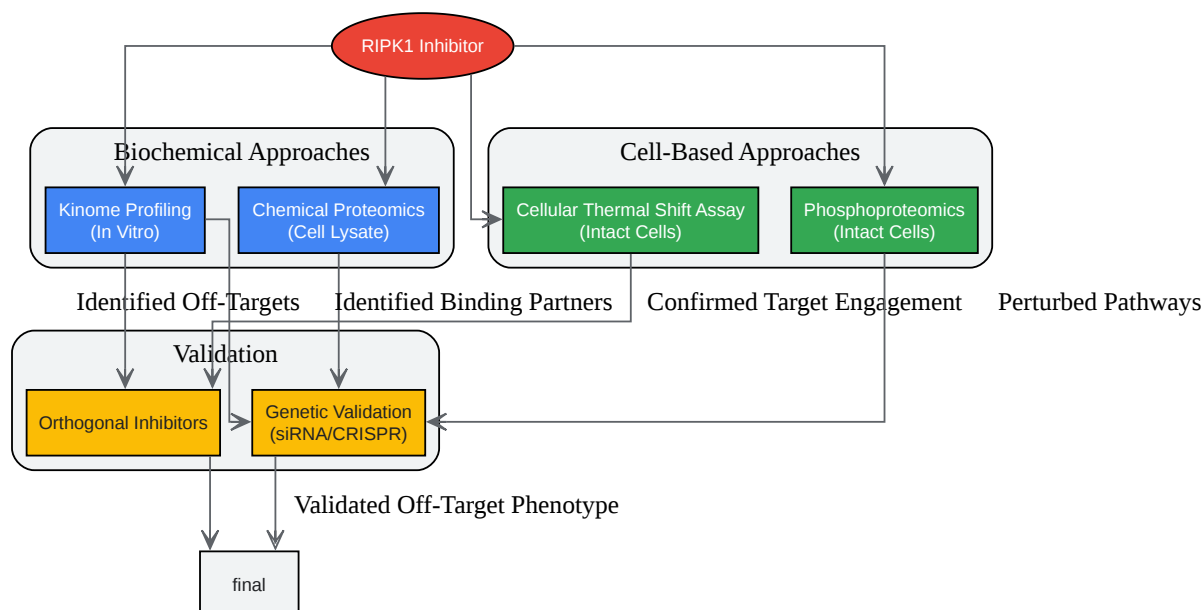 RIPK1 Inhibitor
Biochemical Approaches
Cell-Based Approaches
Kinome Profiling
(In Vitro)
Chemical Proteomics
(Cell Lysate)
Cellular Thermal Shift Assay
(Intact Cells)
Phosphoproteomics
(Intact Cells)
Identified Off-Targets
Identified Binding Partners
Confirmed Target Engagement
Perturbed Pathways
Validation
Orthogonal Inhibitors
Genetic Validation
(siRNA/CRISPR)
Validated Off-Target Phenotype
final